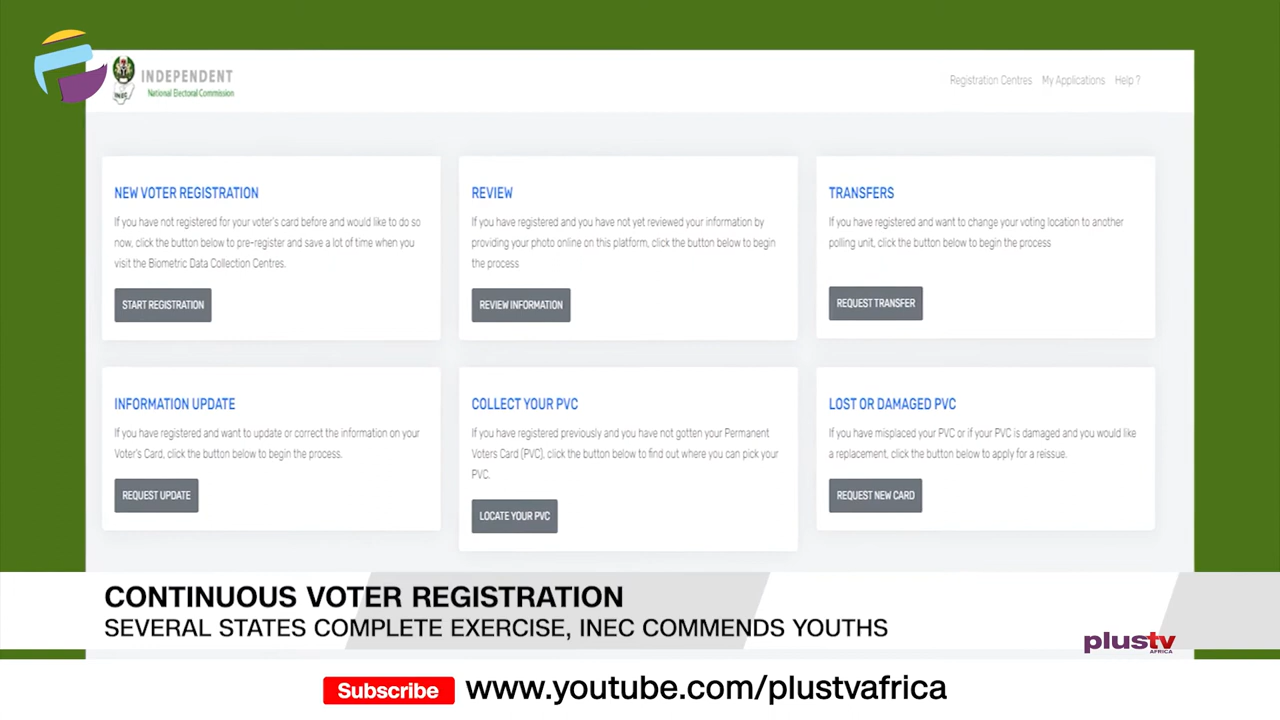 INDEPENDENT
National Electoral Commission
Registration Centres My Applications Help ?
NEW VOTER REGISTRATION
If you have not registered for your voter's card before and would like to do so
now, click the button below to pre-register and save a lot of time when you
visit the Biometric Data Collection Centres.
START REGISTRATION
REVIEW
If you have registered and you have not yet reviewed your information by
providing your photo online on this platform, click the button below to begin
the process
REVIEW INFORMATION
TRANSFERS
If you have registered and want to change your voting location to another
polling unit, click the button below to begin the process
REQUEST TRANSFER
INFORMATION UPDATE
If you have registered and want to update or correct the information on your
Voter's Card, click the button below to begin the process.
REQUEST UPDATE
COLLECT YOUR PVC
If you have registered previously and you have not gotten your Permanent
Voters Card (PVC), click the button below to find out where you can pick your
PVC.
LOCATE YOUR PVC
LOST OR DAMAGED PVC
If you have misplaced your PVC or if your PVC is damaged and you would like
a replacement, click the button below to apply for a reissue.
REQUEST NEW CARD
CONTINUOUS VOTER REGISTRATION
SEVERAL STATES COMPLETE EXERCISE, INEC COMMENDS YOUTHS
plustv
AFRICA
Subscribe www.youtube.com/plustvafrica